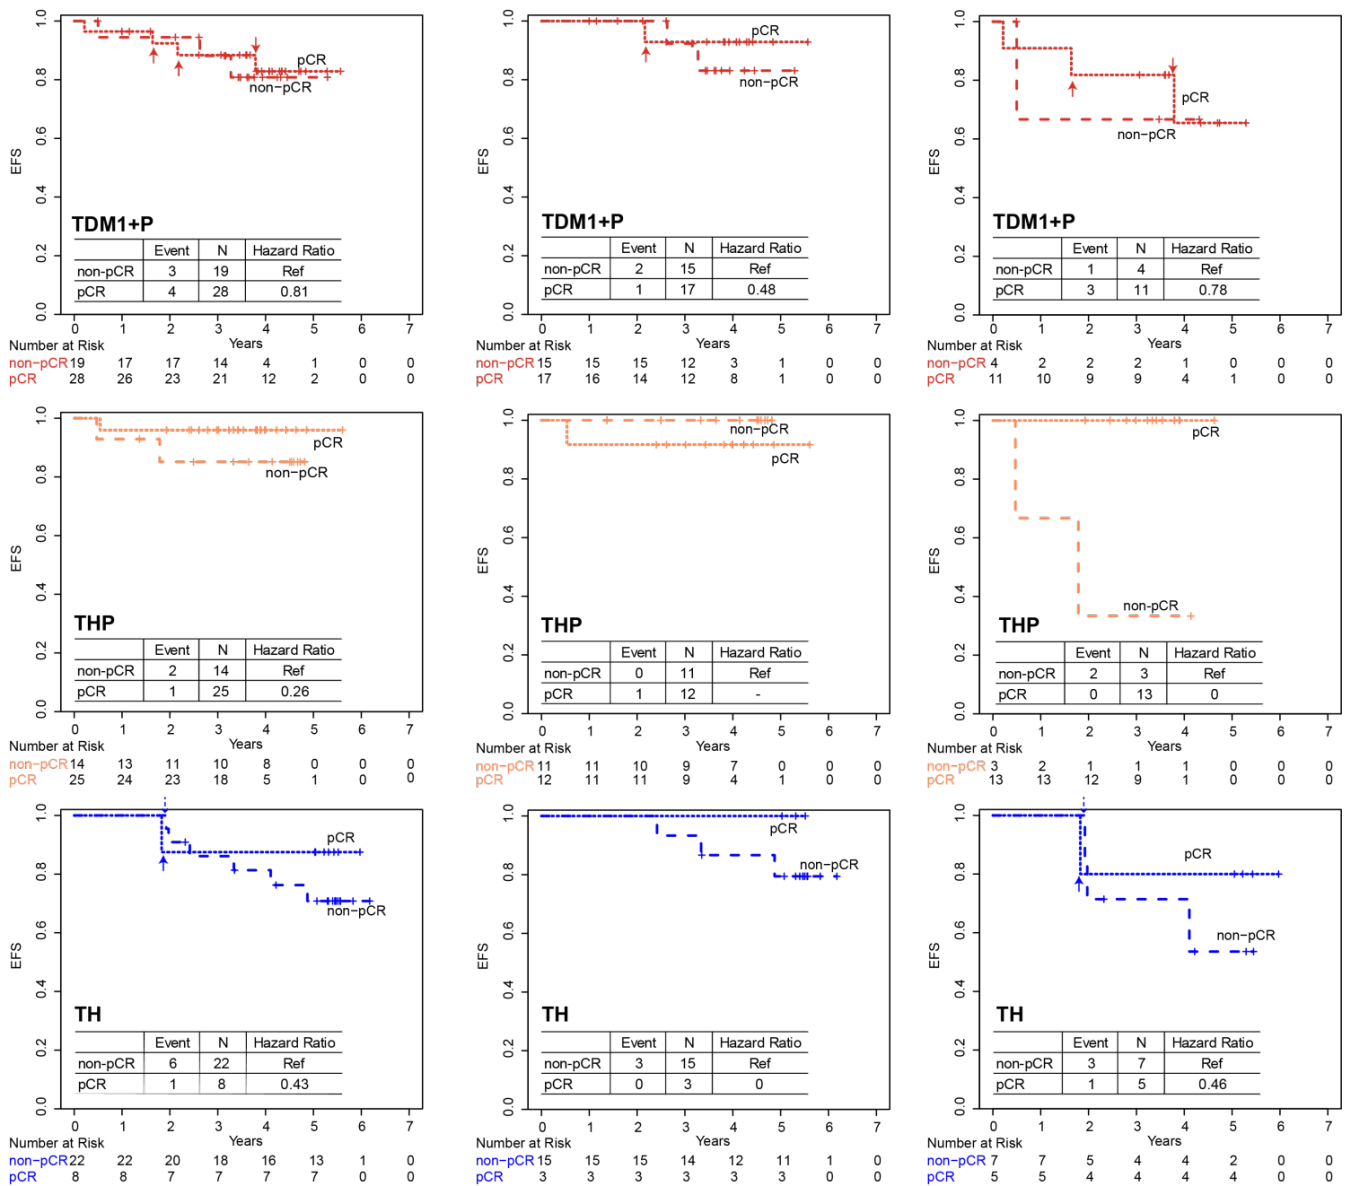 1.0
0.8
0.6
0.4
0.2
0.0
EFS
pCR
non-pCR
TDM1+P
Event N Hazard Ratio
non-pCR 3 19 Ref
pCR 4 28 0.81
0 1 2 3 4 5 6 7
Number at Risk
Years
non-pCR 19 17 17 14 4 1 0 0
pCR 28 26 23 21 12 2 0 0
1.0
0.8
0.6
0.4
0.2
0.0
EFS
pCR
non-pCR
TDM1+P
Event N Hazard Ratio
non-pCR 2 15 Ref
pCR 1 17 0.48
0 1 2 3 4 5 6 7
Number at Risk
Years
non-pCR 15 15 15 12 3 1 0 0
pCR 17 16 14 12 8 1 0 0
1.0
0.8
0.6
0.4
0.2
0.0
EFS
pCR
non-pCR
TDM1+P
Event N Hazard Ratio
non-pCR 1 4 Ref
pCR 3 11 0.78
0 1 2 3 4 5 6 7
Number at Risk
Years
non-pCR 4 2 2 2 1 0 0 0
pCR 11 10 9 9 4 1 0 0
1.0
0.8
0.6
0.4
0.2
0.0
EFS
pCR
non-pCR
THP
Event N Hazard Ratio
non-pCR 2 14 Ref
pCR 1 25 0.26
0 1 2 3 4 5 6 7
Number at Risk
Years
non-pCR 14 13 11 10 8 0 0 0
pCR 25 24 23 18 5 1 0 0
1.0
0.8
0.6
0.4
0.2
0.0
EFS
non-pCR
pCR
THP
Event N Hazard Ratio
non-pCR 0 11 Ref
pCR 1 12 -
0 1 2 3 4 5 6 7
Number at Risk
Years
non-pCR 11 11 10 9 7 0 0 0
pCR 12 11 11 9 4 1 0 0
1.0
0.8
0.6
0.4
0.2
0.0
EFS
pCR
non-pCR
THP
Event N Hazard Ratio
non-pCR 2 3 Ref
pCR 0 13 0
0 1 2 3 4 5 6 7
Number at Risk
Years
non-pCR 3 2 1 1 1 0 0 0
pCR 13 13 12 9 1 0 0 0
1.0
0.8
0.6
0.4
0.2
0.0
EFS
pCR
non-pCR
TH
Event N Hazard Ratio
non-pCR 6 22 Ref
pCR 1 8 0.43
0 1 2 3 4 5 6 7
Number at Risk
Years
non-pCR 22 22 20 18 16 13 1 0
pCR 8 8 7 7 7 7 0 0
1.0
0.8
0.6
0.4
0.2
0.0
EFS
pCR
non-pCR
TH
Event N Hazard Ratio
non-pCR 3 15 Ref
pCR 0 3 0
0 1 2 3 4 5 6 7
Number at Risk
Years
non-pCR 15 15 15 14 12 11 1 0
pCR 3 3 3 3 3 3 0 0
1.0
0.8
0.6
0.4
0.2
0.0
EFS
pCR
non-pCR
TH
Event N Hazard Ratio
non-pCR 3 7 Ref
pCR 1 5 0.46
0 1 2 3 4 5 6 7
Number at Risk
Years
non-pCR 7 7 5 4 4 2 0 0
pCR 5 5 4 4 4 4 0 0